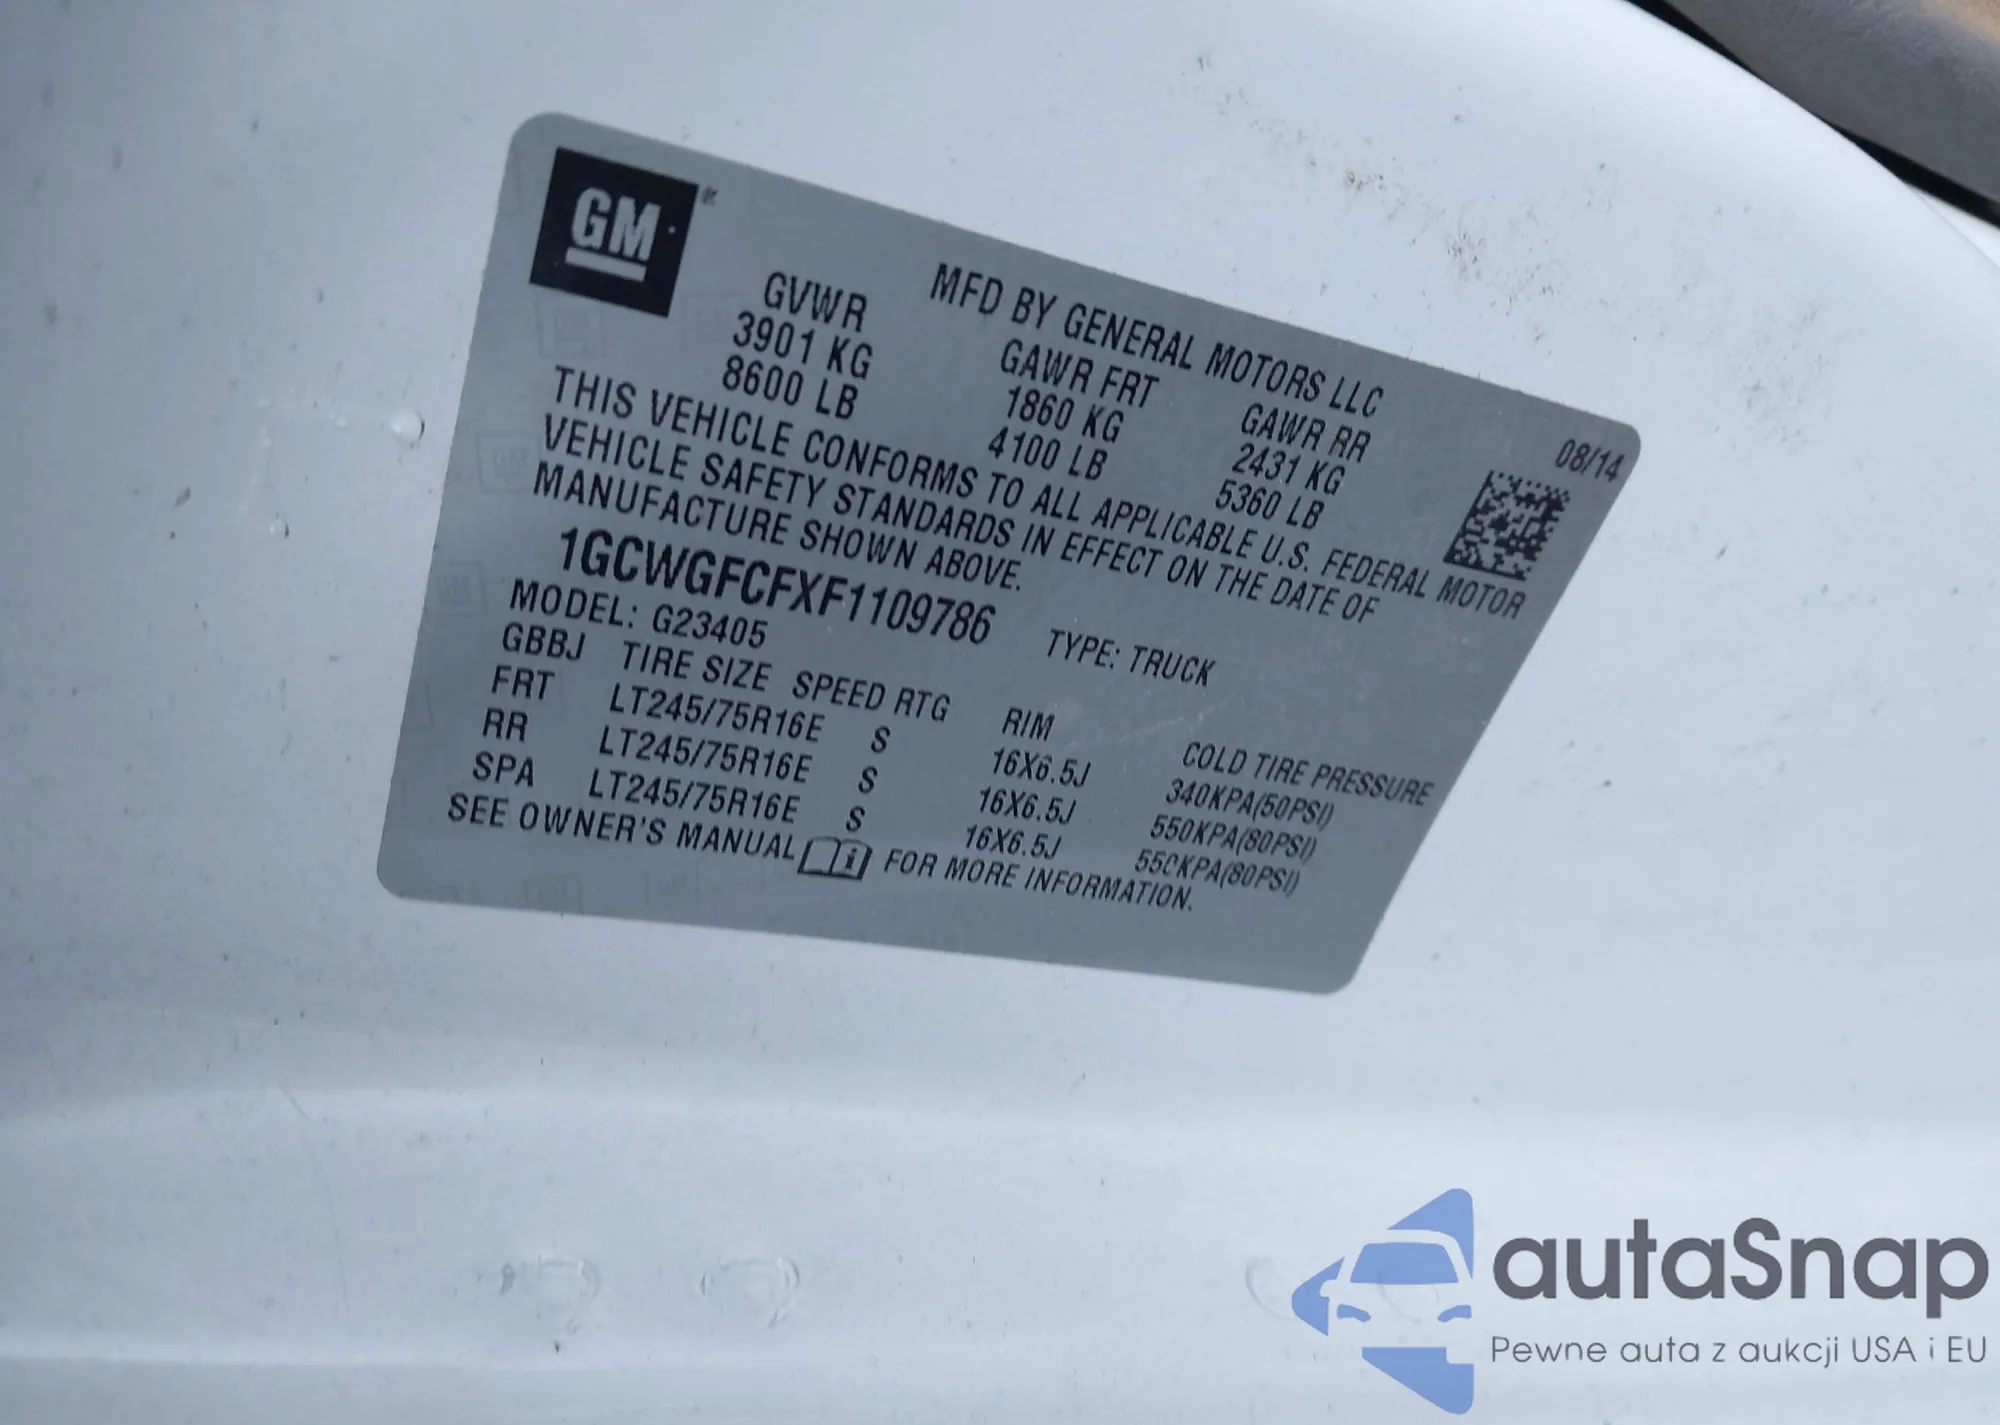 GM
MFD BY GENERAL MOTORS LLC
08/14
GVWR GAWR FRT GAWR RR
3901 KG 1860 KG 2431 KG
8600 LB 4100 LB 5360 LB
THIS VEHICLE CONFORMS TO ALL APPLICABLE U.S. FEDERAL MOTOR
VEHICLE SAFETY STANDARDS IN EFFECT ON THE DATE OF
MANUFACTURE SHOWN ABOVE.
1GCWGFCFXF1109786 TYPE: TRUCK
MODEL: G23405
GBBJ TIRE SIZE SPEED RTG RIM COLD TIRE PRESSURE
FRT LT245/75R16E S 16X6.5J 340KPA(50PSI)
RR LT245/75R16E S 16X6.5J 550KPA(80PSI)
SPA LT245/75R16E S 16X6.5J 550KPA(80PSI)
SEE OWNER'S MANUAL FOR MORE INFORMATION.
autaSnap
Pewne auta z aukcji USA i EU